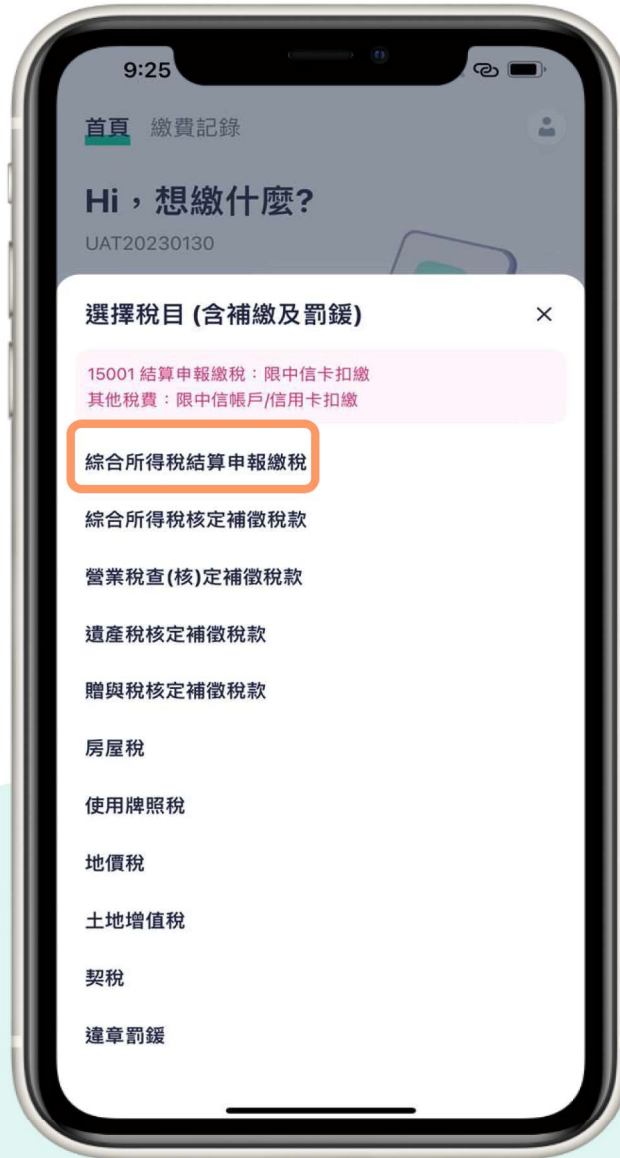 9:25
首頁 繳費記錄
Hi，想繳什麼?
UAT20230130
選擇稅目 (含補繳及罰鍰)
15001 結算申報繳稅：限中信卡扣繳
其他稅費：限中信帳戶/信用卡扣繳
綜合所得稅結算申報繳稅
綜合所得稅核定補徵稅款
營業稅查(核)定補徵稅款
遺產稅核定補徵稅款
贈與稅核定補徵稅款
房屋稅
使用牌照稅
地價稅
土地增值稅
契稅
違章罰鍰